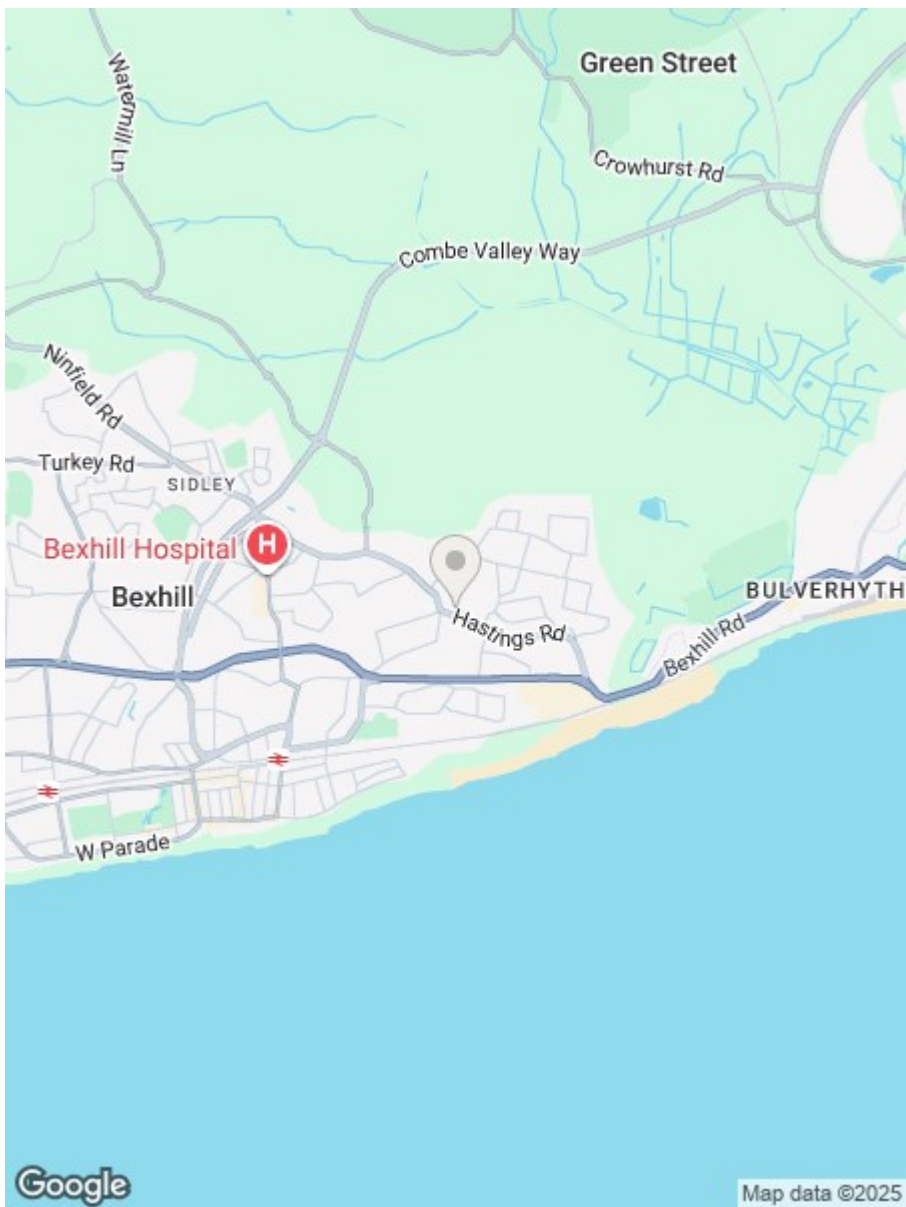 Green Street
Watermill Ln
Crowhurst Rd
Combe Valley Way
Ninfield Rd
Turkey Rd
SIDLEY
Bexhill Hospital
H
Bexhill
BULVERHYTH
Hastings Rd
Bexhill Rd
W Parade
Google
Map data ©2025